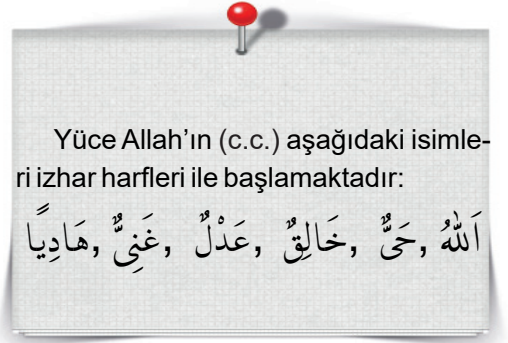 Yüce Allah’ın (c.c.) aşağıdaki isimle-
ri izhar harfleri ile başlamaktadır:
اَللّٰهُ ,حَىٌّ ,خَالِقٌ ,عَدْلٌ ,غَنِىٌّ ,هَادِيًا